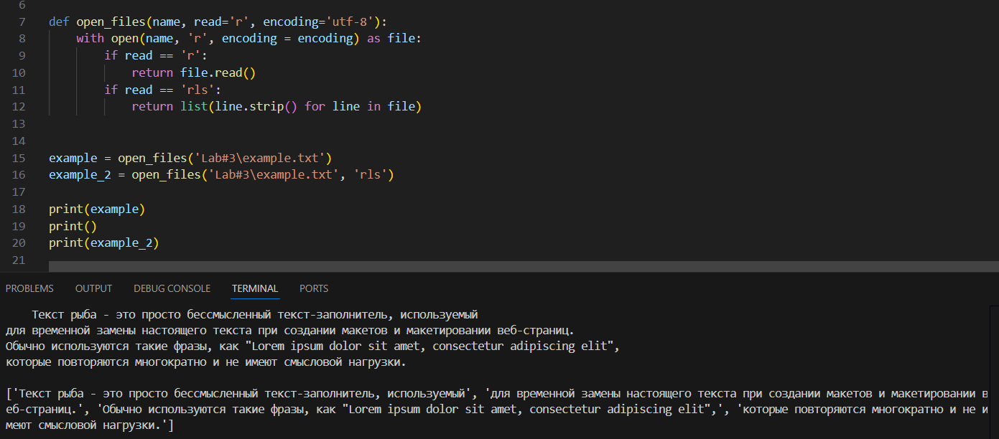 6
7 def open_files(name, read='r', encoding='utf-8'):
8     with open(name, 'r', encoding = encoding) as file:
9         if read == 'r':
10             return file.read()
11         if read == 'rls':
12             return list(line.strip() for line in file)
13
14
15 example = open_files('Lab#3\example.txt')
16 example_2 = open_files('Lab#3\example.txt', 'rls')
17
18 print(example)
19 print()
20 print(example_2)
21
PROBLEMS OUTPUT DEBUG CONSOLE TERMINAL PORTS
    Текст рыба - это просто бессмысленный текст-заполнитель, используемый
для временной замены настоящего текста при создании макетов и макетировании веб-страниц.
Обычно используются такие фразы, как "Lorem ipsum dolor sit amet, consectetur adipiscing elit",
которые повторяются многократно и не имеют смысловой нагрузки.

['Текст рыба - это просто бессмысленный текст-заполнитель, используемый', 'для временной замены настоящего текста при создании макетов и макетировании в
еб-страниц.', 'Обычно используются такие фразы, как "Lorem ipsum dolor sit amet, consectetur adipiscing elit",', 'которые повторяются многократно и не и
меют смысловой нагрузки.']